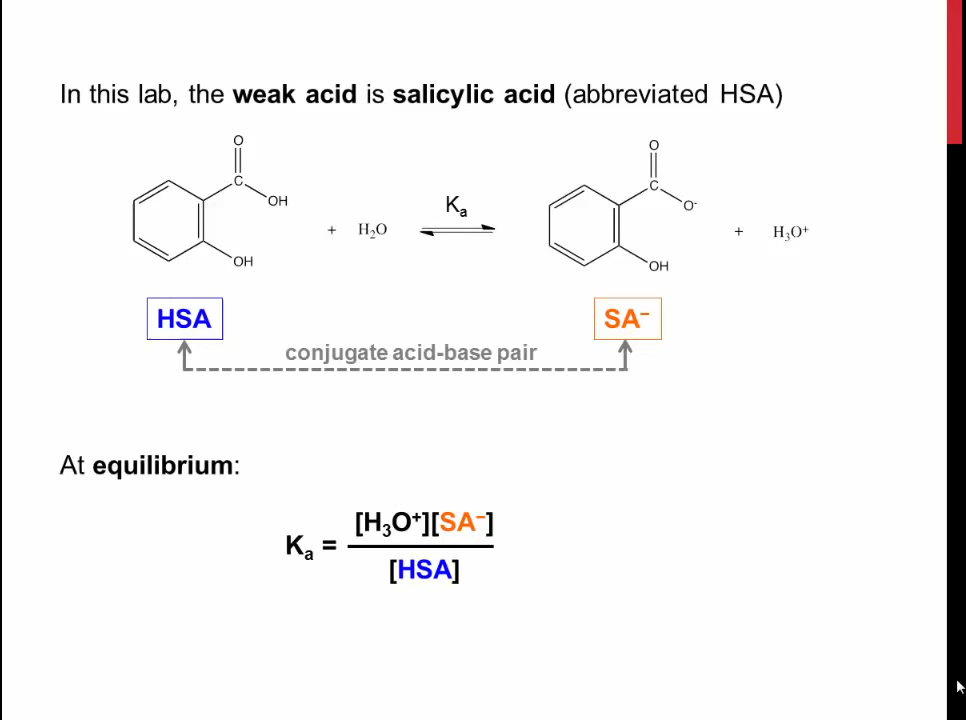 In this lab, the weak acid is salicylic acid (abbreviated HSA)
O
C
OH
OH
+ H₂O
Kₐ
O
C
O⁻
OH
+ H₃O⁺
HSA
SA⁻
conjugate acid-base pair
At equilibrium:
Kₐ = [H₃O⁺][SA⁻]
[HSA]